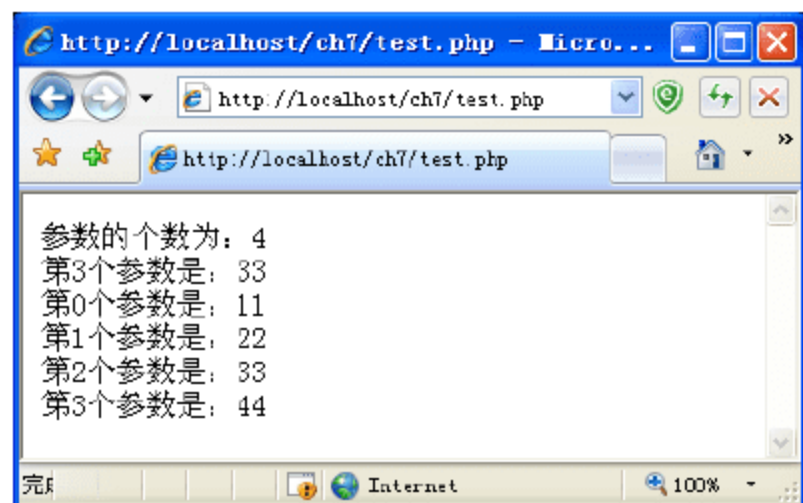 http://localhost/ch7/test.php - Micro...
http://localhost/ch7/test.php
http://localhost/ch7/test.php
参数的个数为：4
第3个参数是：33
第0个参数是：11
第1个参数是：22
第2个参数是：33
第3个参数是：44
Internet
100%